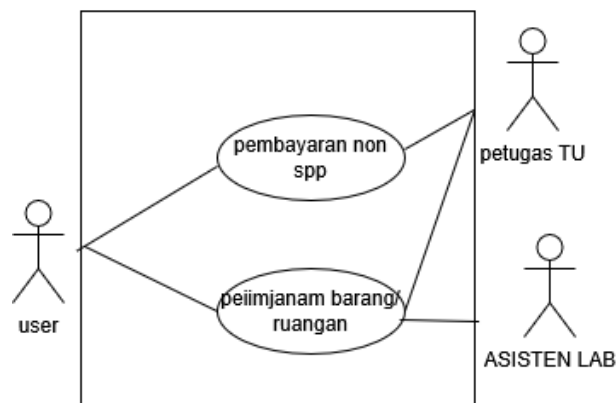 pembayaran non
spp
petugas TU
user
peiimjanam barang/
ruangan
ASISTEN LAB